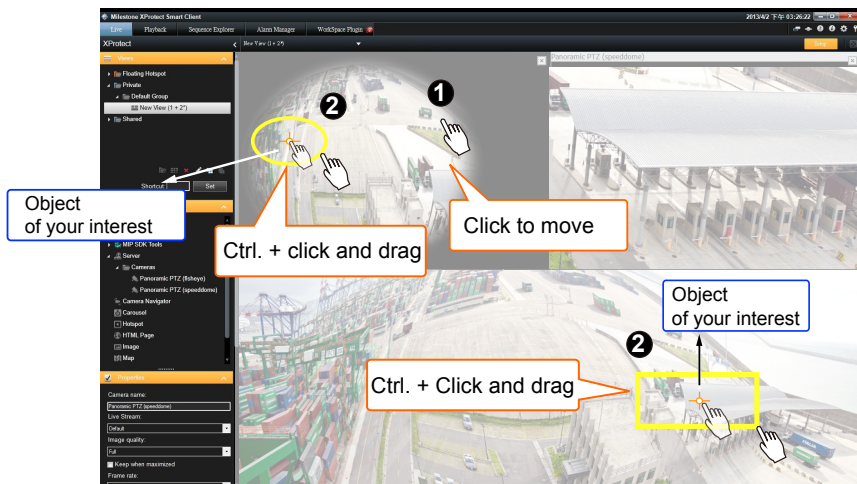 Milestone XProtect Smart Client
2013/4/2 下午 03:26:22
Live
Playback
Sequence Explorer
Alarm Manager
WorkSpace Plugin
XProtect
New View (1 + 2*)
Setup
Views
Panoramic PTZ (speeddome)
Floating Hotspot
Private
Default Group
New View (1 + 2*)
Shared
2
1
Shortcut
Set
Object
of your interest
Click to move
Ctrl. + click and drag
MIP SDK Tools
Server
Cameras
Panoramic PTZ (fisheye)
Panoramic PTZ (speeddome)
Camera Navigator
Carousel
Hotspot
HTML Page
Image
Map
Object
of your interest
2
Ctrl. + Click and drag
Properties
Camera name:
Panoramic PTZ (speeddome)
Live Stream:
Default
Image quality:
Full
Keep when maximized
Frame rate: